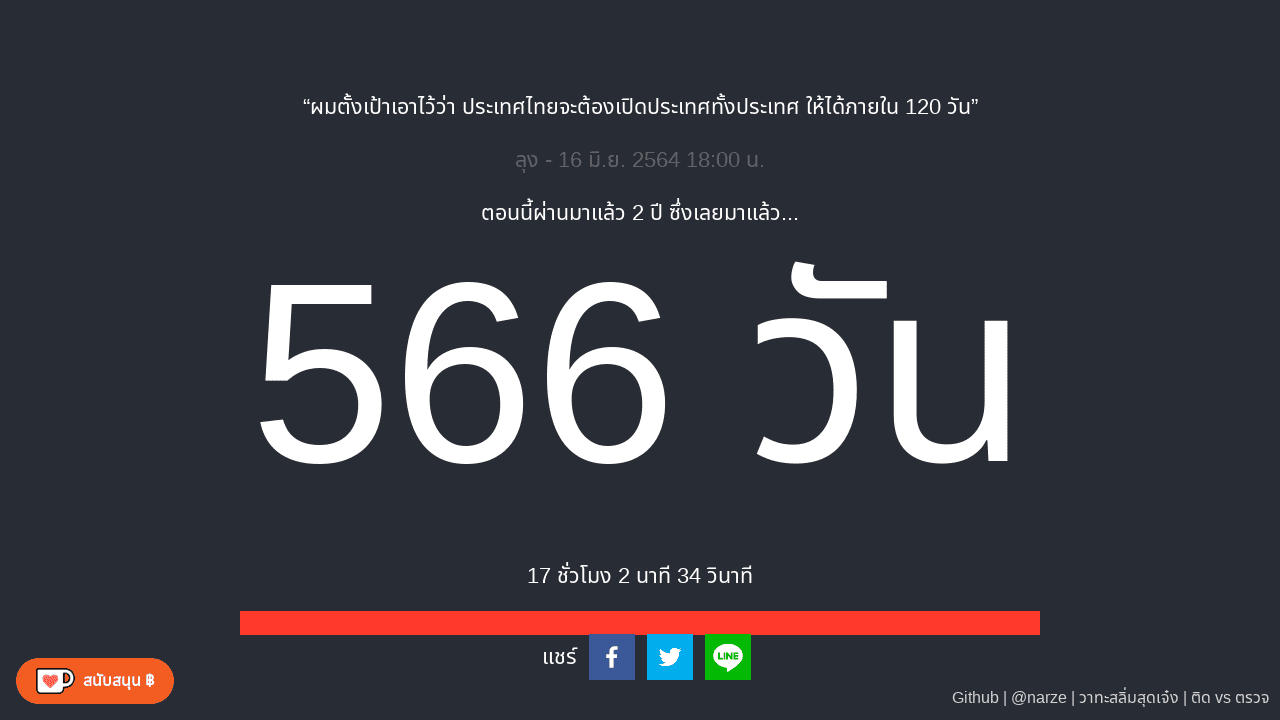 “ผมตั้งเป้าเอาไว้ว่า ประเทศไทยจะต้องเปิดประเทศทั้งประเทศ ให้ได้ภายใน 120 วัน”
ลุง - 16 มิ.ย. 2564 18:00 น.
ตอนนี้ผ่านมาแล้ว 2 ปี ซึ่งเลยมาแล้ว...
566 วัน
17 ชั่วโมง 2 นาที 34 วินาที
แชร์
LINE
สนับสนุน ฿
Github | @narze | วาทะสลิ่มสุดเจ๋ง | ติด vs ตรวจ